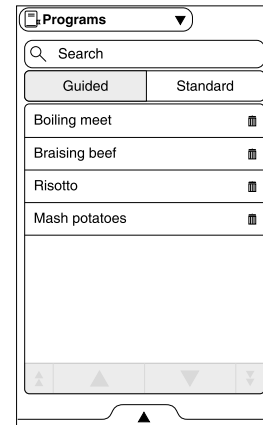 Programs
Search
Guided Standard
Boiling meet
Braising beef
Risotto
Mash potatoes